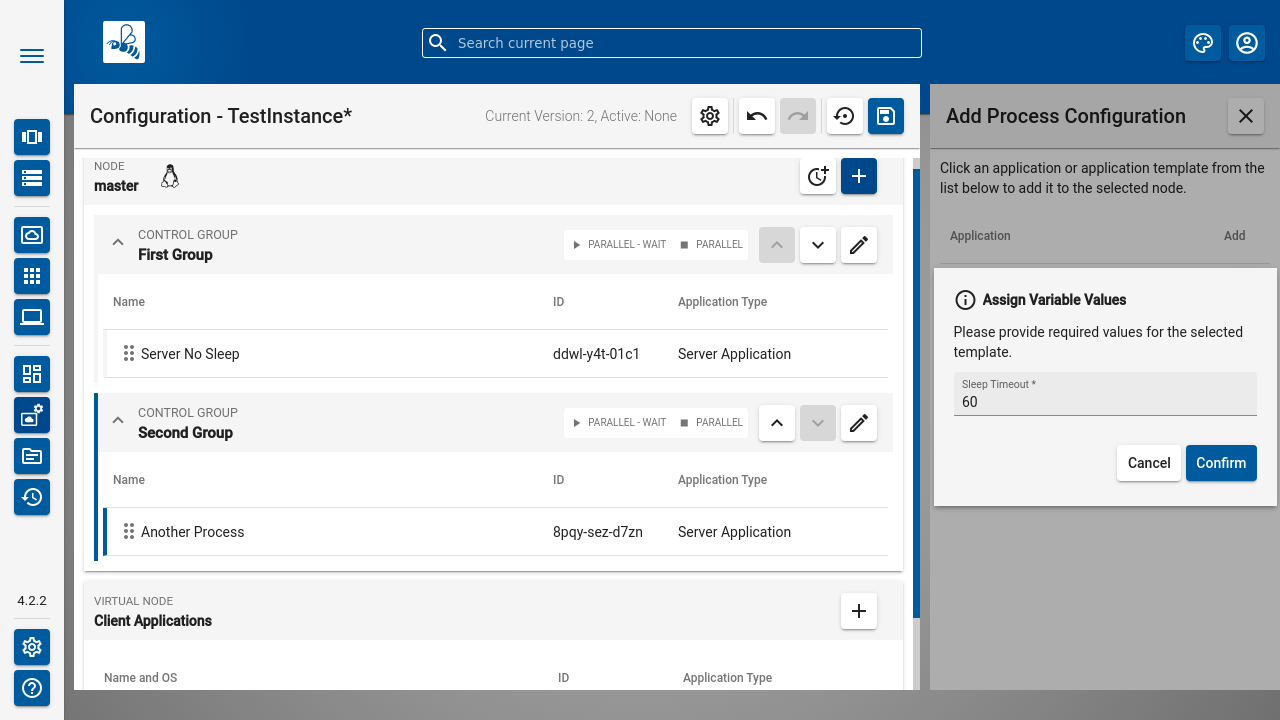 Search current page
Configuration - TestInstance*
Current Version: 2, Active: None
NODE
master
CONTROL GROUP
First Group
PARALLEL - WAIT PARALLEL
Name ID Application Type
Server No Sleep ddwl-y4t-01c1 Server Application
CONTROL GROUP
Second Group
PARALLEL - WAIT PARALLEL
Name ID Application Type
Another Process 8pqy-sez-d7zn Server Application
VIRTUAL NODE
Client Applications
Name and OS ID Application Type
Add Process Configuration
Click an application or application template from the
list below to add it to the selected node.
Application Add
Assign Variable Values
Please provide required values for the selected
template.
Sleep Timeout *
60
Cancel Confirm
4.2.2